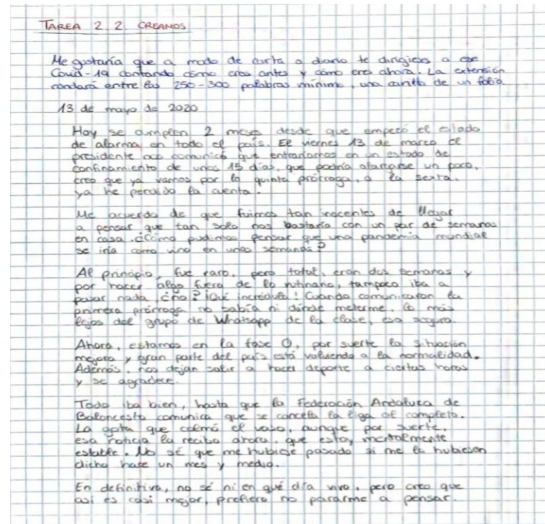 TAREA 2.2. CREANOS
Me gustaría que a modo de carta o diario te dirigieses a ese
Covid-19 contando cómo eras antes y cómo eres ahora. La extensión
rondará entre las 250-300 palabras mínimo, una carilla de un folio.
13 de mayo de 2020
Hoy se cumplen 2 meses desde que empezó el estado
de alarma en todo el país. El viernes 13 de marzo el
presidente nos comunicó que entraríamos en un estado de
confinamiento de unos 15 días, que podría alargarse un poco,
creo que ya vamos por la quinta prórroga, o la sexta.
ya he perdido la cuenta.
Me acuerdo de que fuimos tan inocentes de llegar
a pensar que tan solo nos bastaría con un par de semanas
en casa. ¿Cómo pudimos pensar que una pandemia mundial
se iría como vino en unas semanas?
Al principio, fue raro, pero total, eran dos semanas y
por hacer algo fuera de lo rutinario, tampoco iba a
pasar nada, ¿no? ¡Qué incrédula! Cuando comunicaron la
primera prórroga no sabía ni dónde meterme, lo más
lejos del grupo de Whatsapp de la clase, eso seguro.
Ahora, estamos en la fase 0, por suerte la situación
mejora y gran parte del país está volviendo a la normalidad.
Además, nos dejan salir a hacer deporte a ciertas horas
y se agradece.
Todo iba bien, hasta que la Federación Andaluza de
Baloncesto comunica que se cancela la liga al completo.
La gota que colmó el vaso, aunque por suerte,
esa noticia la recibo ahora, que estoy mentalmente
estable. No sé que me hubiese pasado si me lo hubiesen
dicho hace un mes y medio.
En definitiva, no sé ni en qué día vivo, pero creo que
así es casi mejor, prefiero no pararme a pensar.